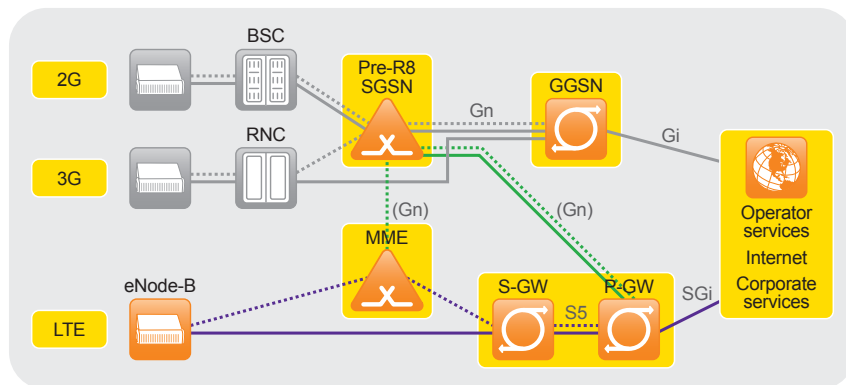 BSC
2G
Pre-R8
SGSN
GGSN
Gn
Gi
RNC
3G
(Gn)
(Gn)
Operator
services
Internet
Corporate
services
MME
eNode-B
S-GW
P-GW
SGi
S5
LTE